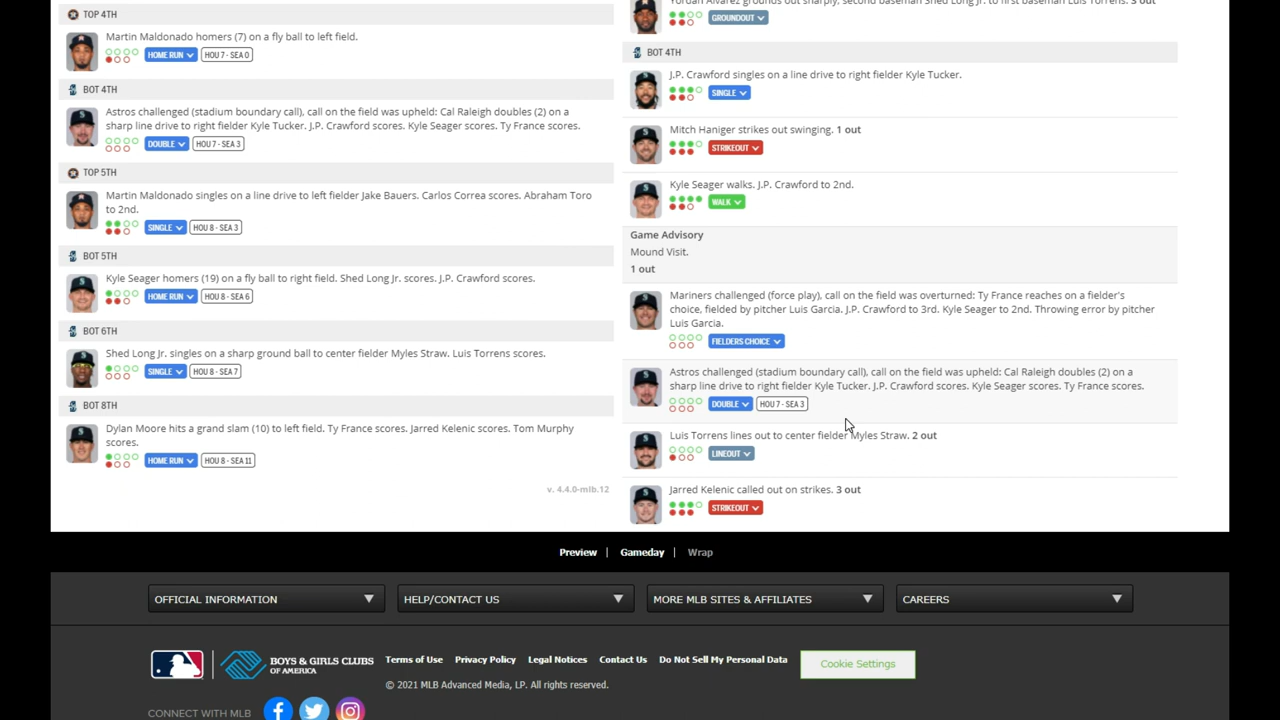 TOP 4TH
Martin Maldonado homers (7) on a fly ball to left field.
HOME RUN
HOU 7 - SEA 0
BOT 4TH
Astros challenged (stadium boundary call), call on the field was upheld: Cal Raleigh doubles (2) on a
sharp line drive to right fielder Kyle Tucker. J.P. Crawford scores. Kyle Seager scores. Ty France scores.
DOUBLE
HOU 7 - SEA 3
TOP 5TH
Martin Maldonado singles on a line drive to left fielder Jake Bauers. Carlos Correa scores. Abraham Toro
to 2nd.
SINGLE
HOU 8 - SEA 3
BOT 5TH
Kyle Seager homers (19) on a fly ball to right field. Shed Long Jr. scores. J.P. Crawford scores.
HOME RUN
HOU 8 - SEA 6
BOT 6TH
Shed Long Jr. singles on a sharp ground ball to center fielder Myles Straw. Luis Torrens scores.
SINGLE
HOU 8 - SEA 7
BOT 8TH
Dylan Moore hits a grand slam (10) to left field. Ty France scores. Jarred Kelenic scores. Tom Murphy
scores.
HOME RUN
HOU 8 - SEA 11
v. 4.4.0-mlb.12
Yordan Alvarez grounds out sharply, second baseman Shed Long Jr. to first baseman Luis Torrens. 3 out
GROUNDOUT
BOT 4TH
J.P. Crawford singles on a line drive to right fielder Kyle Tucker.
SINGLE
Mitch Haniger strikes out swinging. 1 out
STRIKEOUT
Kyle Seager walks. J.P. Crawford to 2nd.
WALK
Game Advisory
Mound Visit.
1 out
Mariners challenged (force play), call on the field was overturned: Ty France reaches on a fielder's
choice, fielded by pitcher Luis Garcia. J.P. Crawford to 3rd. Kyle Seager to 2nd. Throwing error by pitcher
Luis Garcia.
FIELDERS CHOICE
Astros challenged (stadium boundary call), call on the field was upheld: Cal Raleigh doubles (2) on a
sharp line drive to right fielder Kyle Tucker. J.P. Crawford scores. Kyle Seager scores. Ty France scores.
DOUBLE
HOU 7 - SEA 3
Luis Torrens lines out to center fielder Myles Straw. 2 out
LINEOUT
Jarred Kelenic called out on strikes. 3 out
STRIKEOUT
Preview | Gameday | Wrap
OFFICIAL INFORMATION
HELP/CONTACT US
MORE MLB SITES & AFFILIATES
CAREERS
BOYS & GIRLS CLUBS
OF AMERICA
Terms of Use
Privacy Policy
Legal Notices
Contact Us
Do Not Sell My Personal Data
Cookie Settings
© 2021 MLB Advanced Media, LP. All rights reserved.
CONNECT WITH MLB